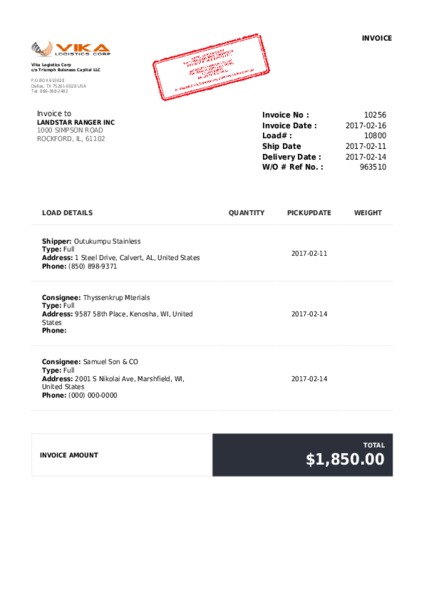 INVOICE
VIKA
LOGISTICS CORP
Vika Logistics Corp
c/o Triumph Buisness Capital LLC
P O BOX 610028
Dallas, TX 75261-0028 USA
Invoice to
LANDSTAR RANGER INC
1000 SIMPSON ROAD
ROCKFORD, IL, 61102
Invoice No : 10256
Invoice Date : 2017-02-16
Load# : 10800
Ship Date 2017-02-11
Delivery Date : 2017-02-14
W/O # Ref No. : 963510
LOAD DETAILS QUANTITY PICKUPDATE WEIGHT
Shipper: Outukumpu Stainless
Type: Full
Address: 1 Steel Drive, Calvert, AL, United States
Phone: (850) 898-9371
2017-02-11
Consignee: Thyssenkrup Mterials
Type: Full
Address: 9587 58th Place, Kenosha, WI, United
States
Phone:
2017-02-14
Consignee: Samuel Son & CO
Type: Full
Address: 2001 S Nikolai Ave, Marshfield, WI,
United States
Phone: (000) 000-0000
2017-02-14
INVOICE AMOUNT
TOTAL
$1,850.00